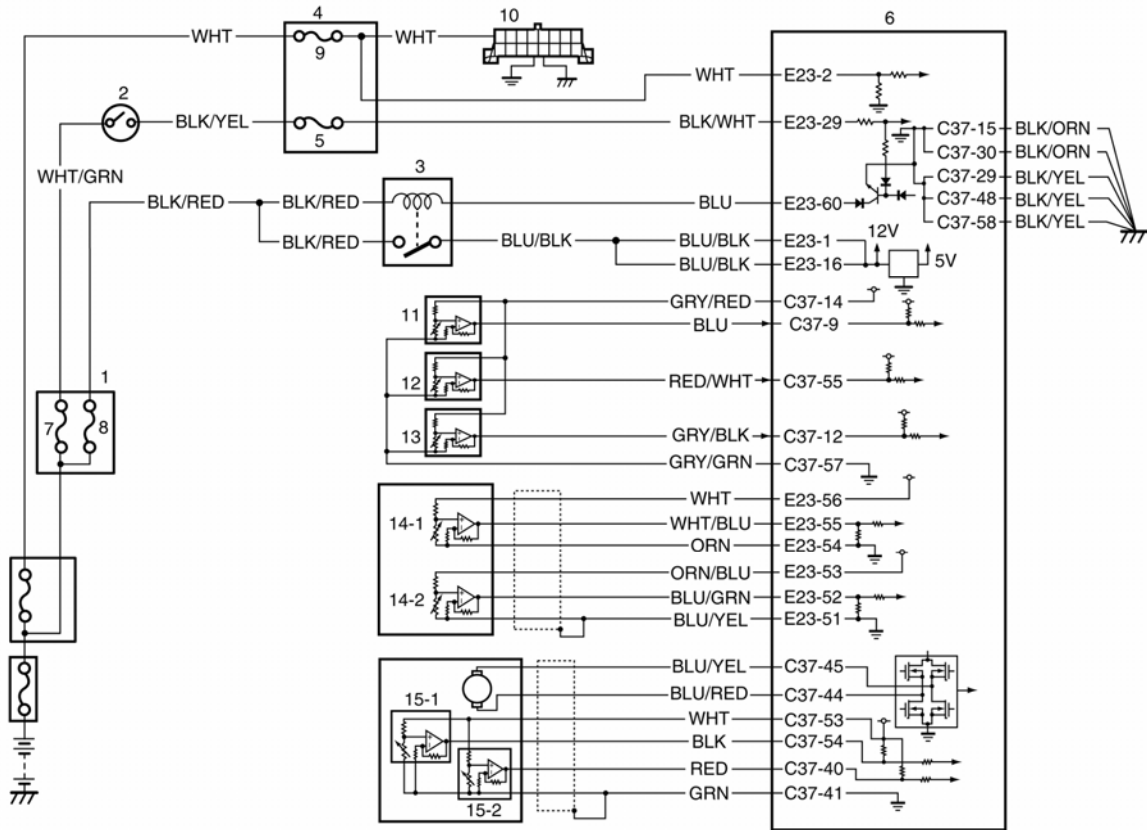 4
10
6
WHT
9
WHT
WHT
E23-2
2
BLK/YEL
5
BLK/WHT
E23-29
C37-15
BLK/ORN
C37-30
BLK/ORN
WHT/GRN
3
C37-29
BLK/YEL
BLK/RED
BLK/RED
BLU
E23-60
C37-48
BLK/YEL
C37-58
BLK/YEL
BLK/RED
BLU/BLK
BLU/BLK
E23-1
12V
BLU/BLK
E23-16
5V
GRY/RED
C37-14
11
BLU
C37-9
1
12
RED/WHT
C37-55
7
8
13
GRY/BLK
C37-12
GRY/GRN
C37-57
WHT
E23-56
14-1
WHT/BLU
E23-55
ORN
E23-54
ORN/BLU
E23-53
14-2
BLU/GRN
E23-52
BLU/YEL
E23-51
BLU/YEL
C37-45
BLU/RED
C37-44
15-1
WHT
C37-53
BLK
C37-54
RED
C37-40
15-2
GRN
C37-41